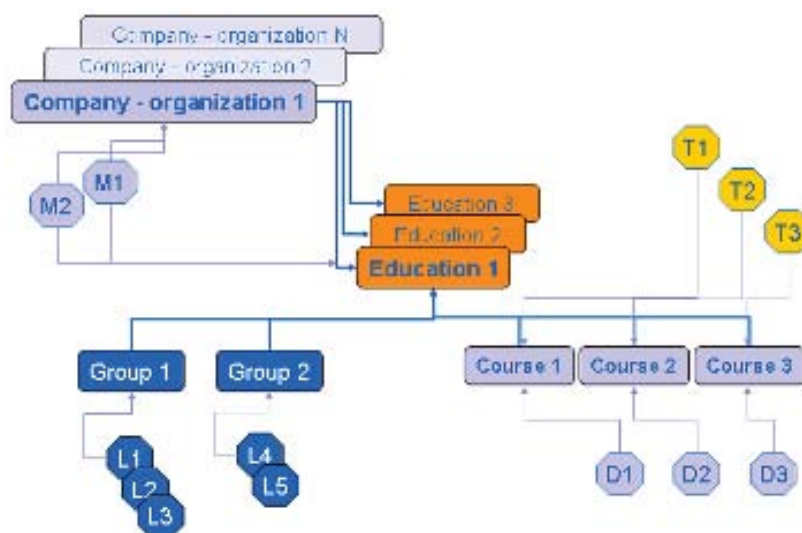 Company - organization N
Company - organization 2
Company - organization 1
M1
M2
T1
T2
T3
Education 3
Education 2
Education 1
Group 1
Group 2
Course 1
Course 2
Course 3
L1
L2
L3
L4
L5
D1
D2
D3